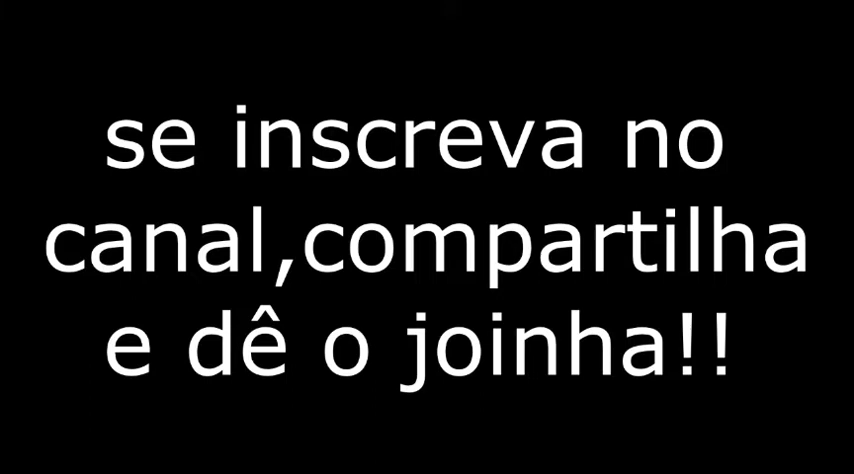 se inscreva no
canal,compartilha
e dê o joinha!!